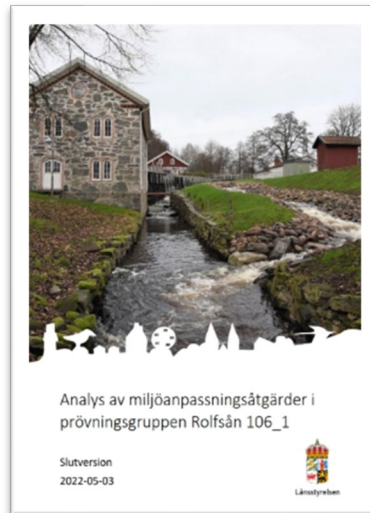 Analys av miljöanpassningsåtgärder i
prövningsgruppen Rolfsån 106_1
Slutversion
2022-05-03
Länsstyrelsen